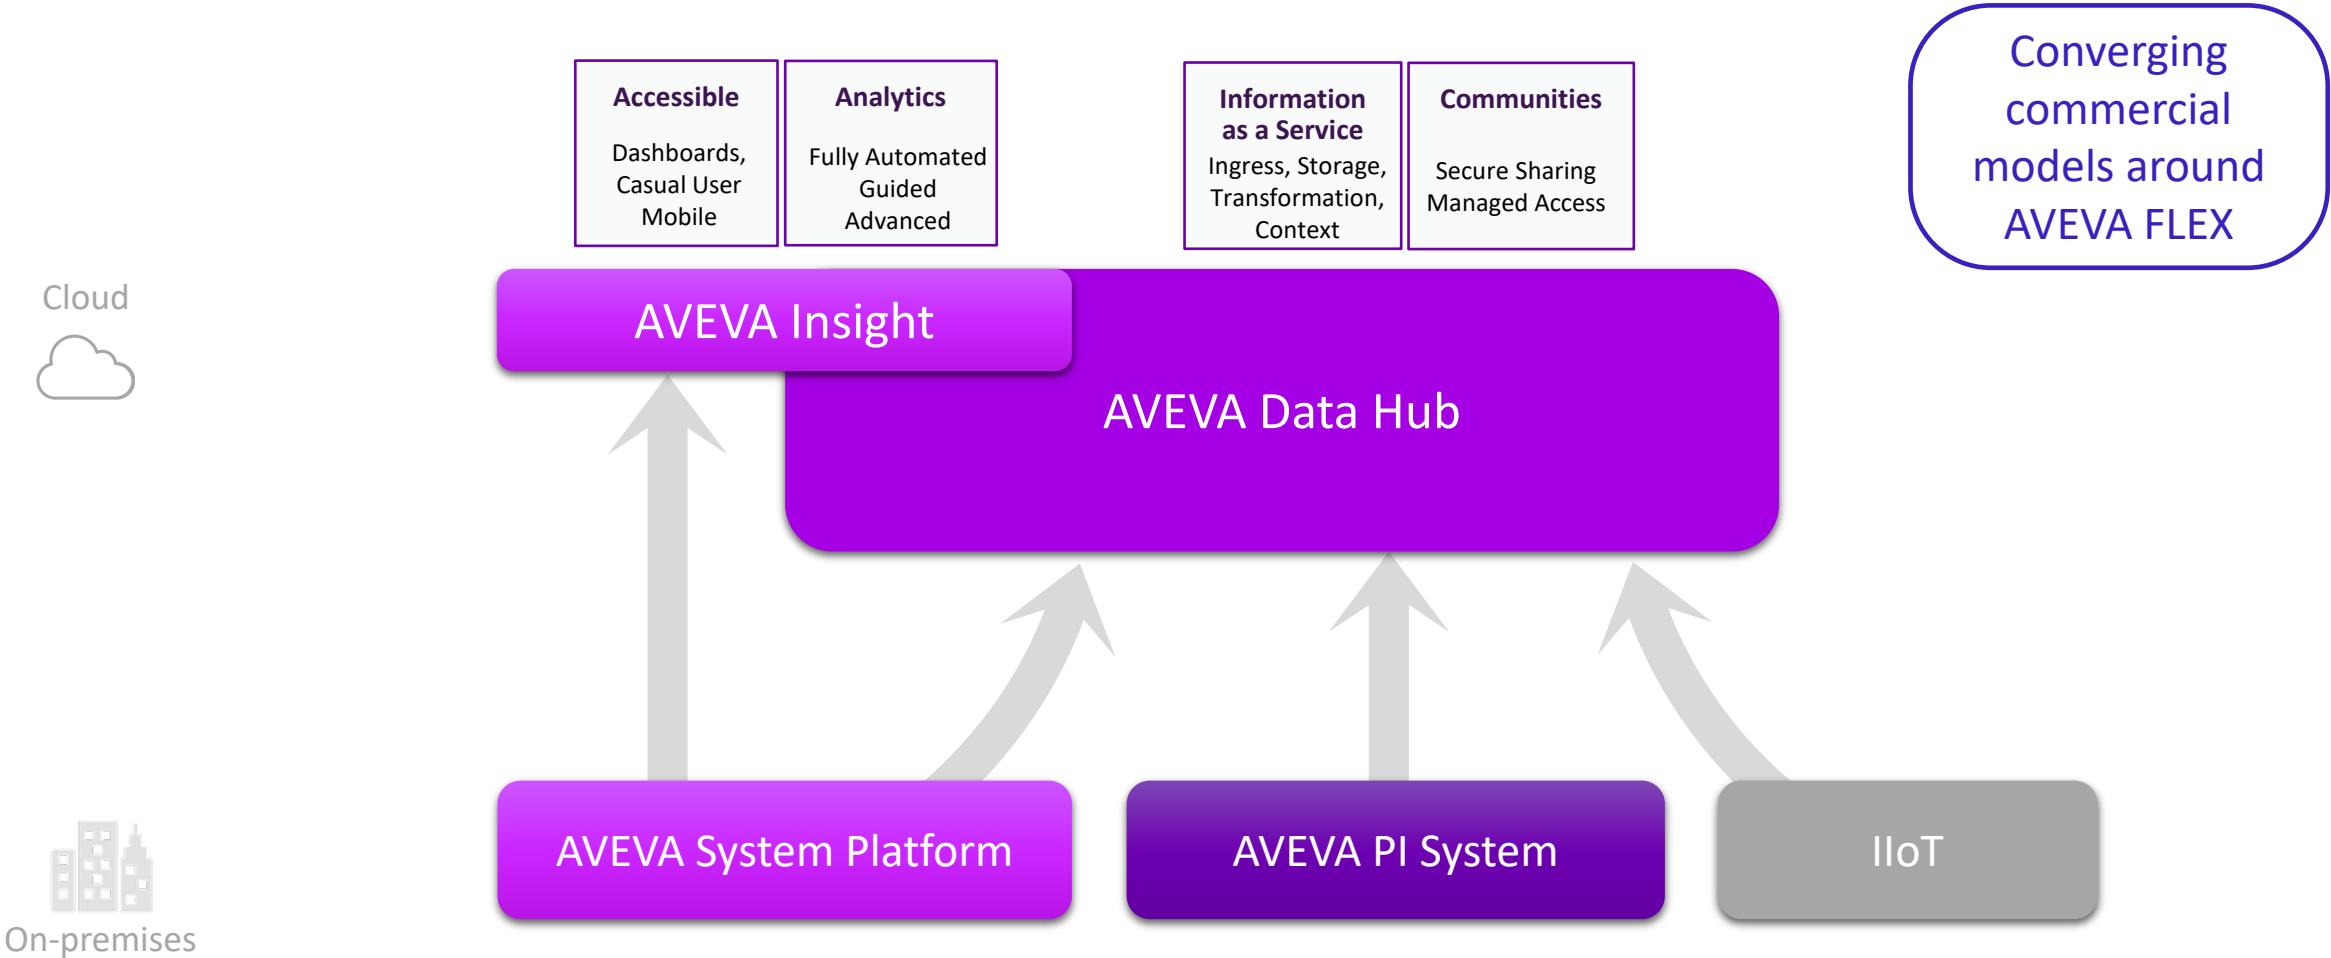 Converging
commercial
models around
AVEVA FLEX
Accessible
Dashboards,
Casual User
Mobile
Analytics
Fully Automated
Guided
Advanced
Information
as a Service
Ingress, Storage,
Transformation,
Context
Communities
Secure Sharing
Managed Access
Cloud
AVEVA Insight
AVEVA Data Hub
AVEVA System Platform
AVEVA PI System
IIoT
On-premises